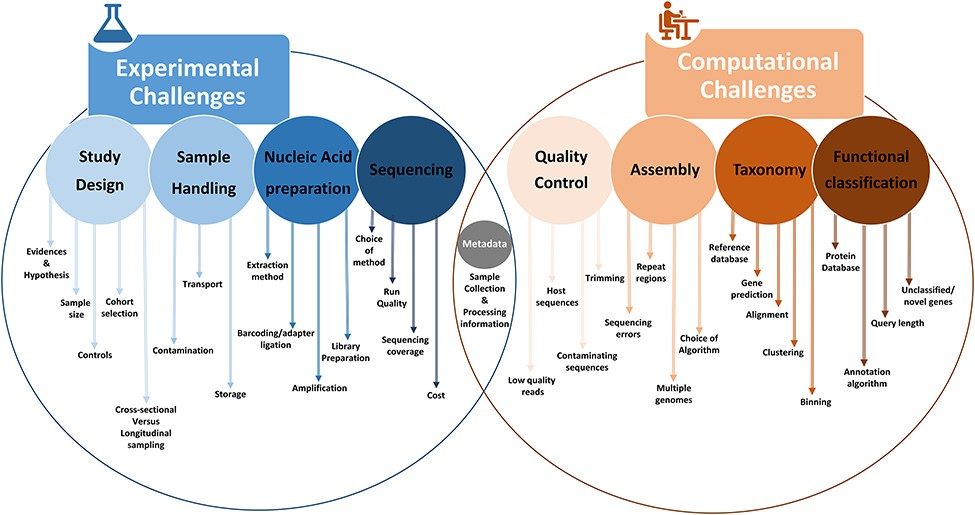 Experimental
Challenges
Computational
Challenges
Study
Design
Sample
Handling
Nucleic Acid
preparation
Sequencing
Quality
Control
Assembly
Taxonomy
Functional
classification
Evidences
&
Hypothesis
Sample
size
Controls
Cohort
selection
Cross-sectional
Versus
Longitudinal
sampling
Contamination
Transport
Storage
Extraction
method
Barcoding/adapter
ligation
Amplification
Library
Preparation
Choice
of
method
Run
Quality
Sequencing
coverage
Cost
Metadata
Sample
Collection
&
Processing
information
Low quality
reads
Host
sequences
Contaminating
sequences
Trimming
Sequencing
errors
Repeat
regions
Multiple
genomes
Choice of
Algorithm
Reference
database
Gene
prediction
Alignment
Clustering
Binning
Protein
Database
Annotation
algorithm
Query length
Unclassified/
novel genes